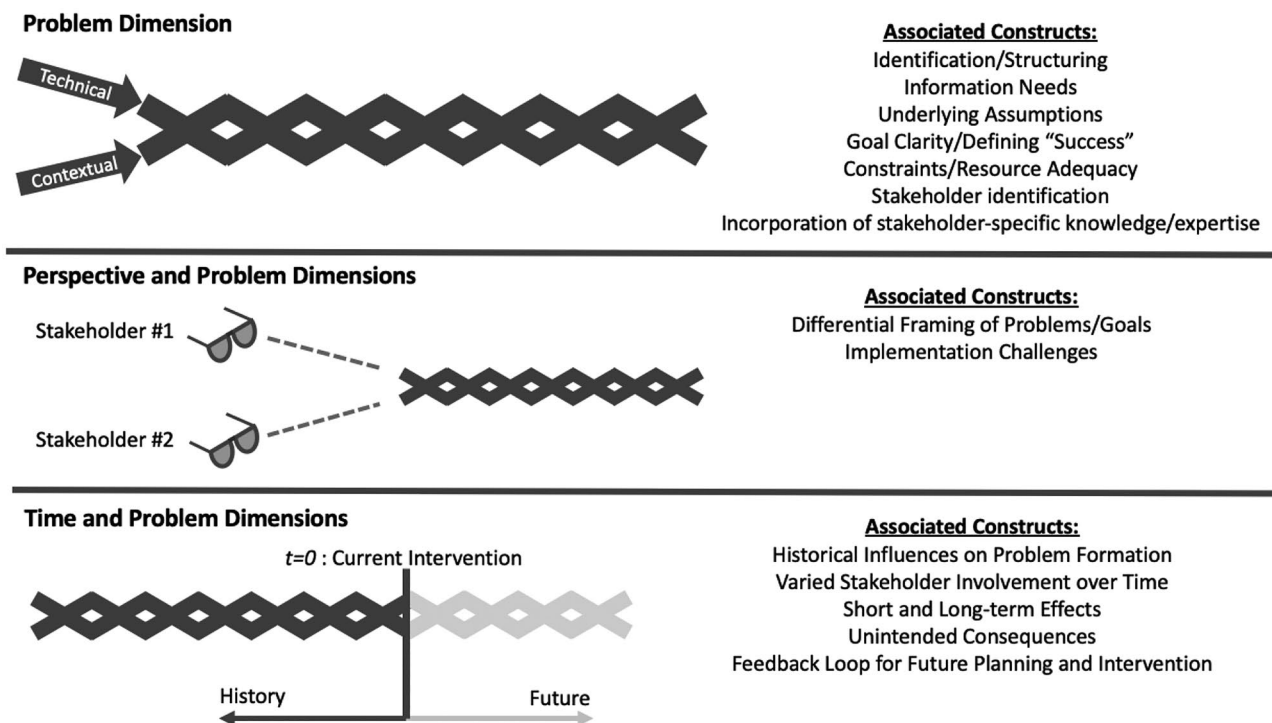 Problem Dimension
Technical
Contextual
Associated Constructs:
Identification/Structuring
Information Needs
Underlying Assumptions
Goal Clarity/Defining “Success”
Constraints/Resource Adequacy
Stakeholder identification
Incorporation of stakeholder-specific knowledge/expertise
Perspective and Problem Dimensions
Stakeholder #1
Stakeholder #2
Associated Constructs:
Differential Framing of Problems/Goals
Implementation Challenges
Time and Problem Dimensions
t=0 : Current Intervention
History
Future
Associated Constructs:
Historical Influences on Problem Formation
Varied Stakeholder Involvement over Time
Short and Long-term Effects
Unintended Consequences
Feedback Loop for Future Planning and Intervention